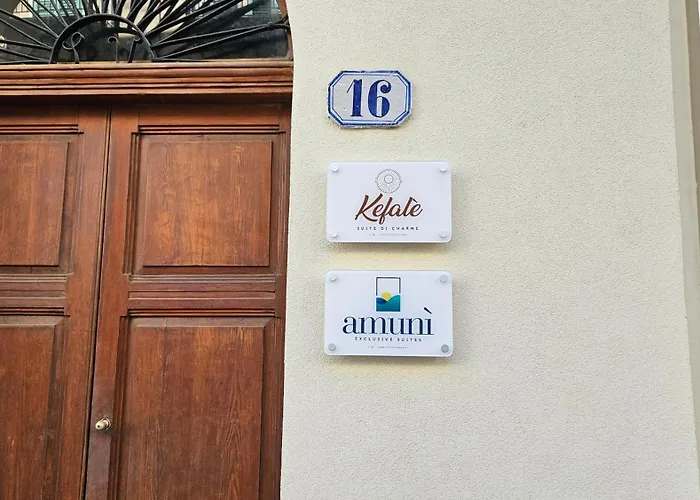 16
Kefalè
SUITE DI CHARME
amunì
EXCLUSIVE SUITES